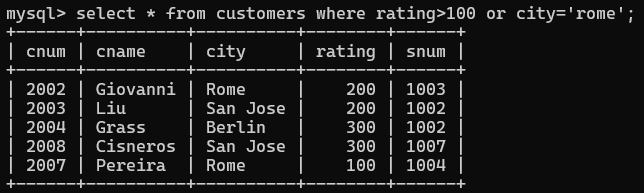 mysql> select * from customers where rating>100 or city='rome';
+------+----------+----------+--------+------+
| cnum | cname    | city     | rating | snum |
+------+----------+----------+--------+------+
| 2002 | Giovanni | Rome     |    200 | 1003 |
| 2003 | Liu      | San Jose |    200 | 1002 |
| 2004 | Grass    | Berlin   |    300 | 1002 |
| 2008 | Cisneros | San Jose |    300 | 1007 |
| 2007 | Pereira  | Rome     |    100 | 1004 |
+------+----------+----------+--------+------+